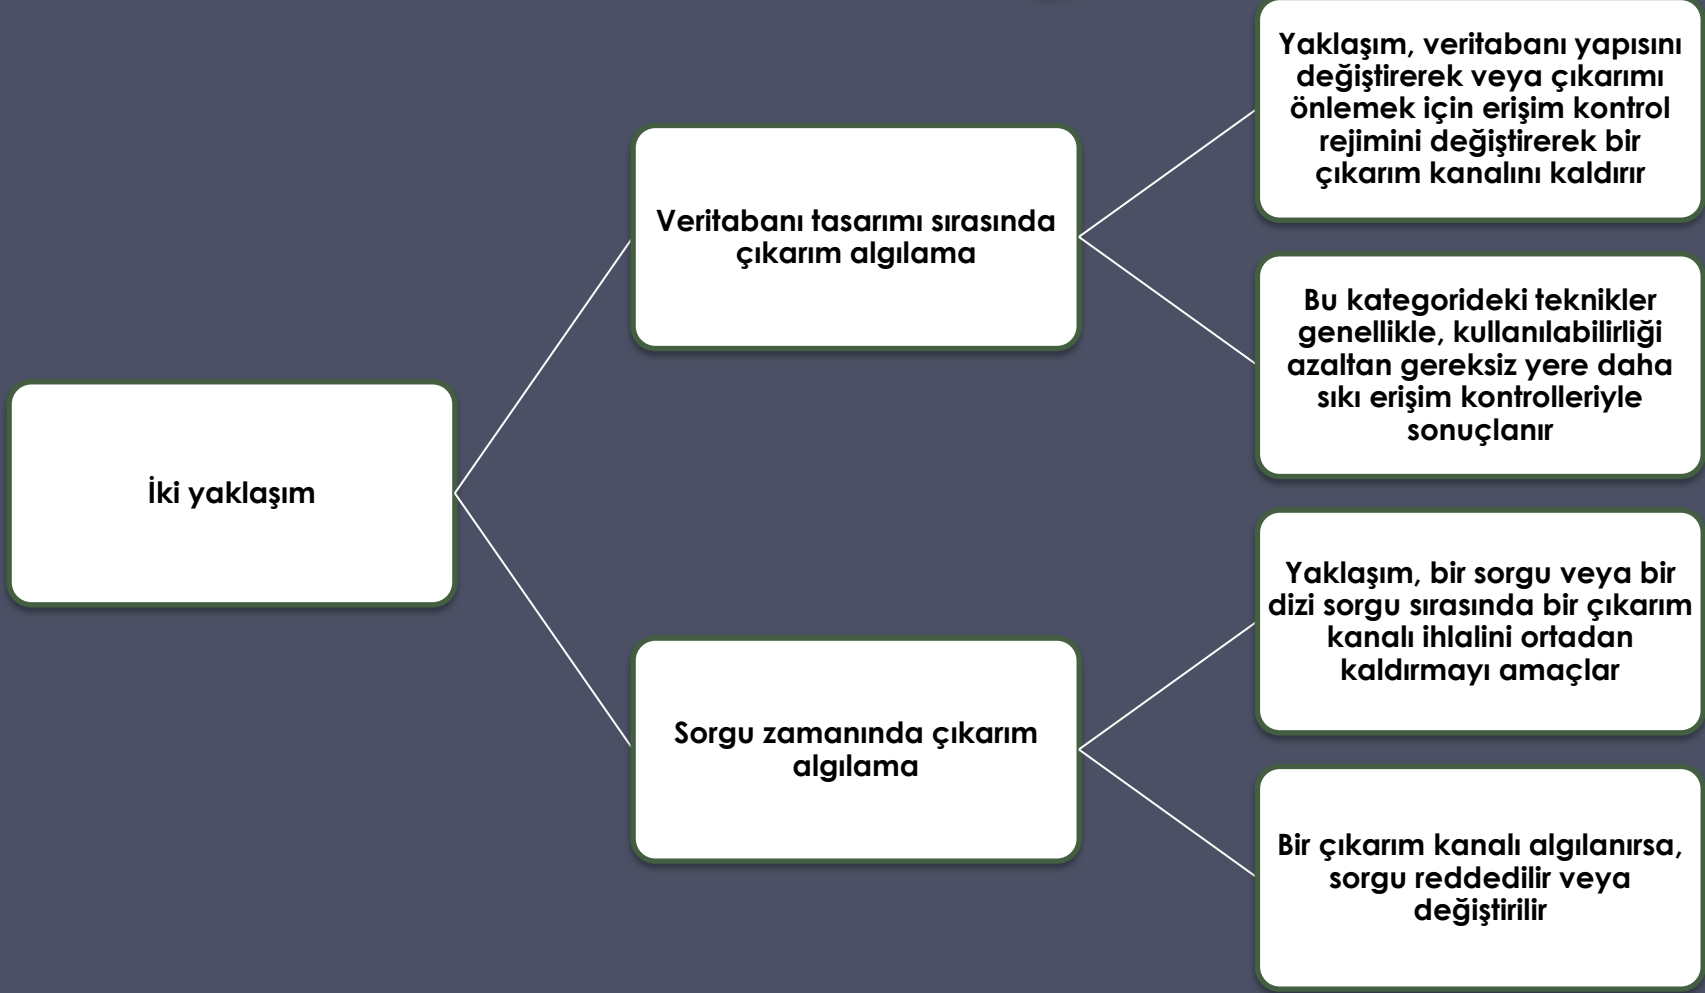 İki yaklaşım
Veritabanı tasarımı sırasında
çıkarım algılama
Yaklaşım, veritabanı yapısını
değiştirerek veya çıkarımı
önlemek için erişim kontrol
rejimini değiştirerek bir
çıkarım kanalını kaldırır
Bu kategorideki teknikler
genellikle, kullanılabilirliği
azaltan gereksiz yere daha
sıkı erişim kontrolleriyle
sonuçlanır
Sorgu zamanında çıkarım
algılama
Yaklaşım, bir sorgu veya bir
dizi sorgu sırasında bir çıkarım
kanalı ihlalini ortadan
kaldırmayı amaçlar
Bir çıkarım kanalı algılanırsa,
sorgu reddedilir veya
değiştirilir